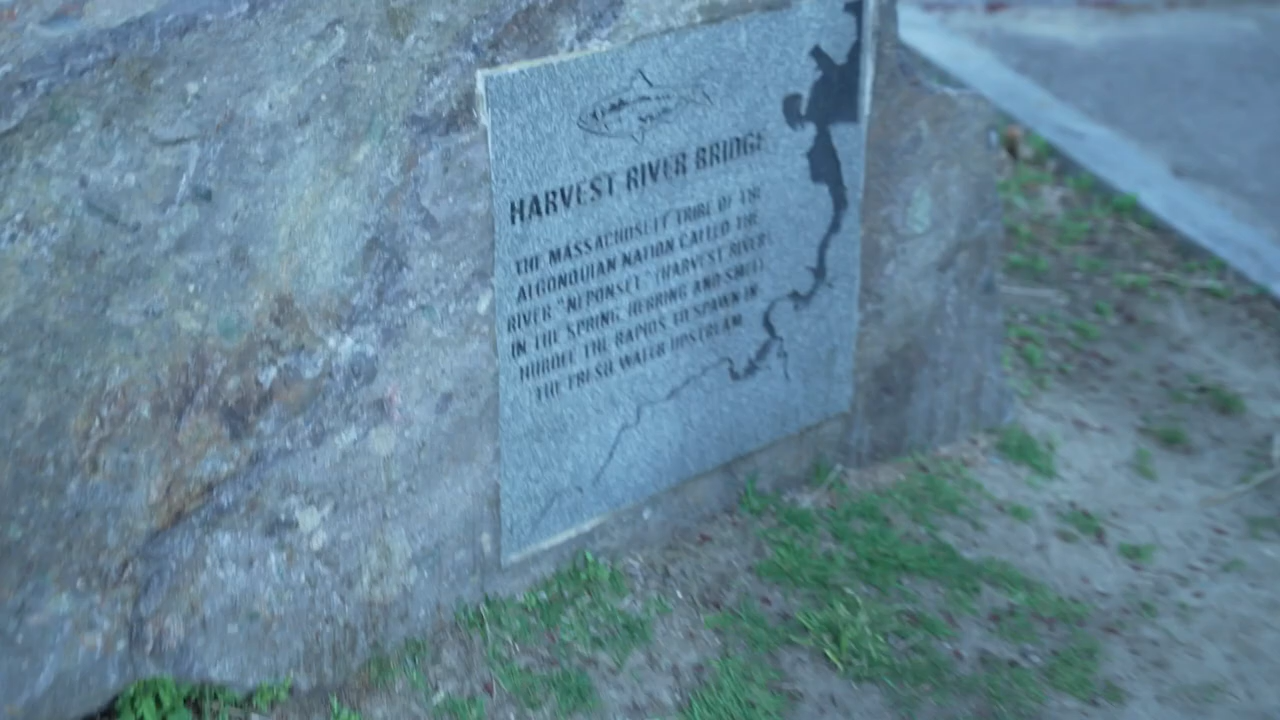 HARVEST RIVER BRIDGE
THE MASSACHUSETT TRIBE OF THE
ALGONQUIAN NATION CALLED THE
RIVER "NEPONSET" (HARVEST RIVER)
IN THE SPRING, HERRING AND SMELT
HURDLE THE RAPIDS TO SPAWN IN
THE FRESH WATER UPSTREAM